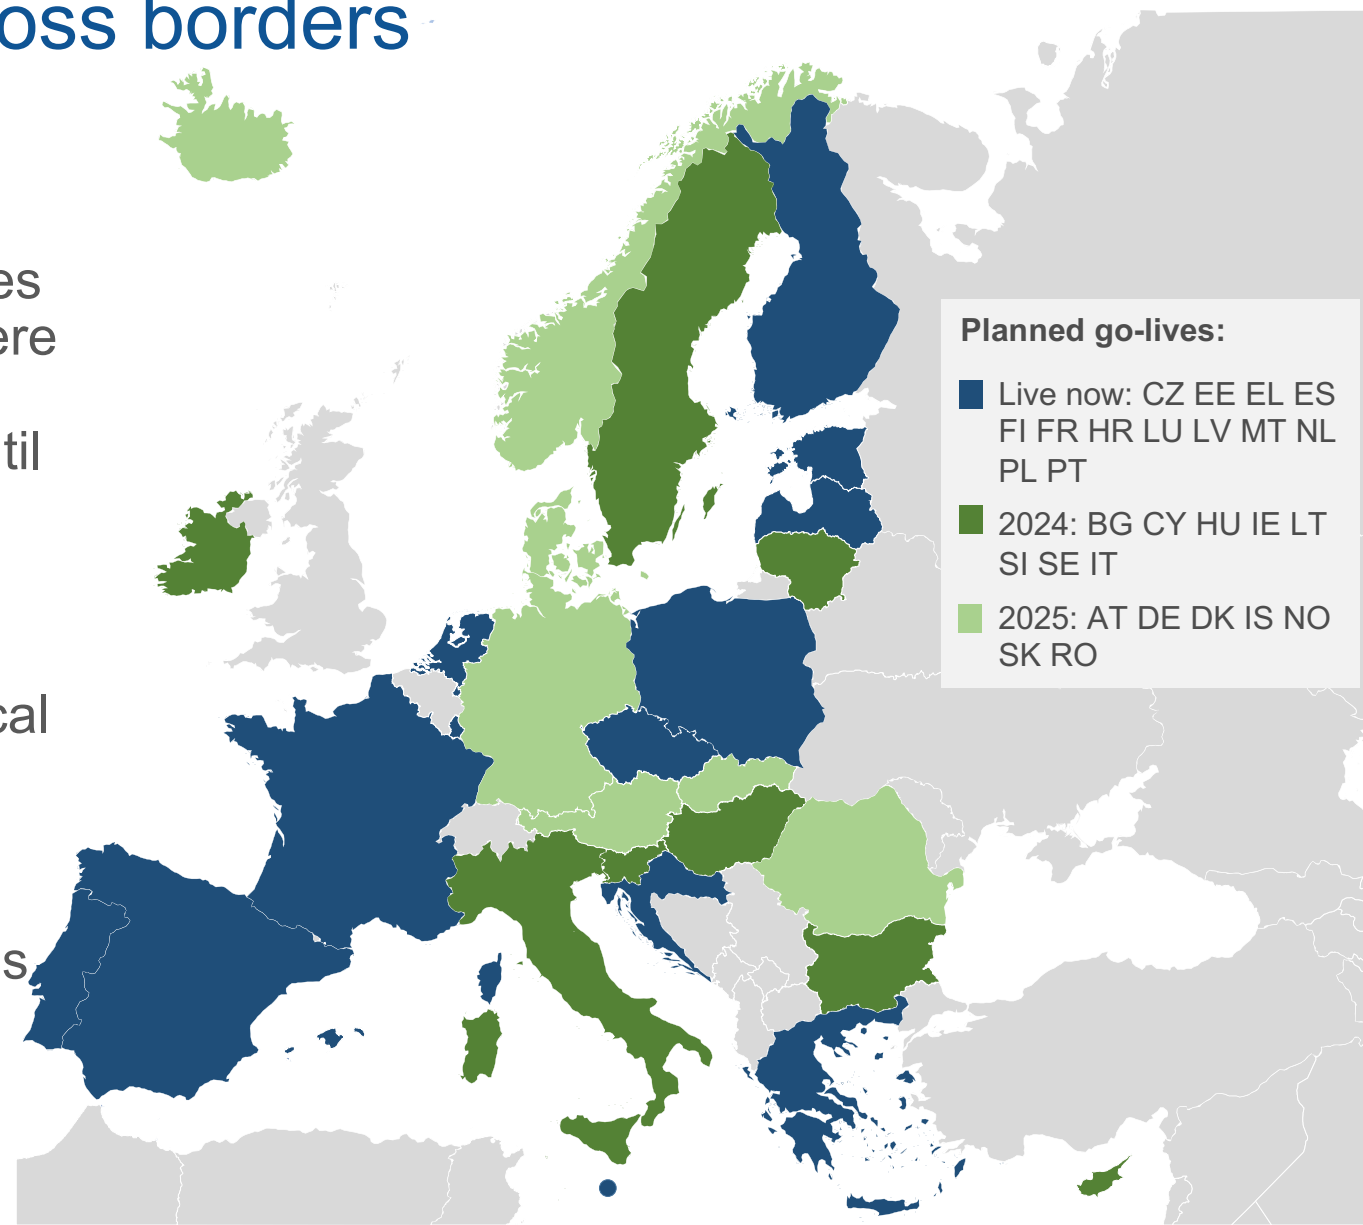 oss borders
es
ere
til
cal
s
Planned go-lives:
Live now: CZ EE EL ES
FI FR HR LU LV MT NL
PL PT
2024: BG CY HU IE LT
SI SE IT
2025: AT DE DK IS NO
SK RO